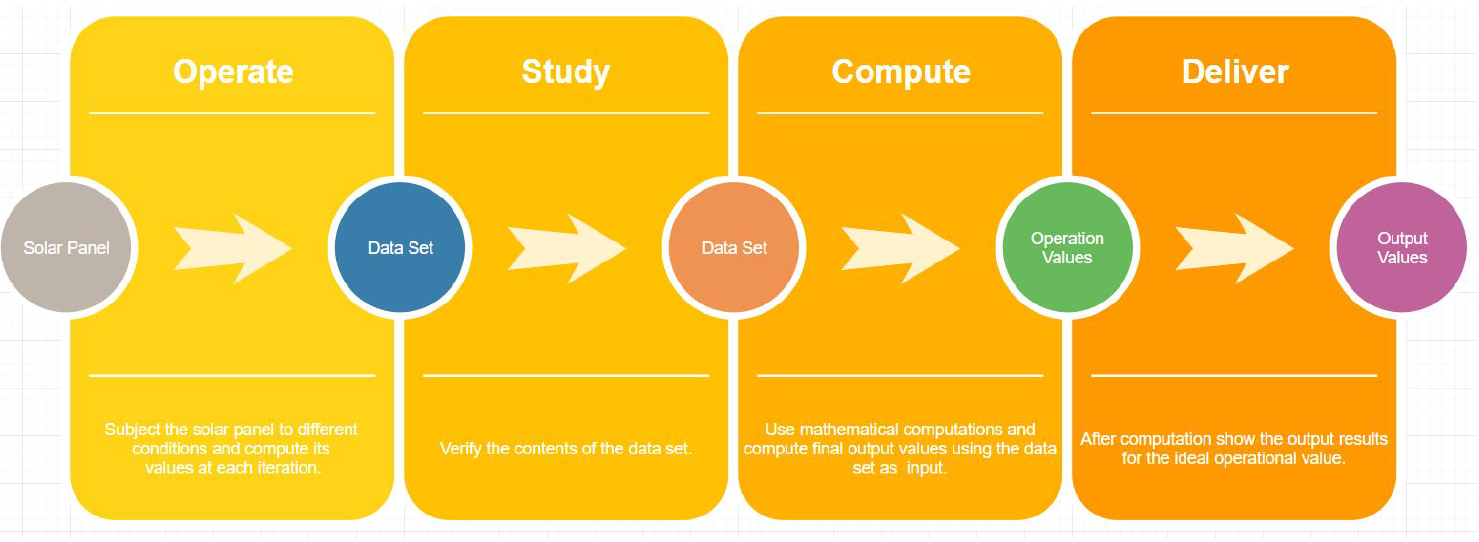 Operate
Study
Compute
Deliver
Solar Panel
Data Set
Data Set
Operation
Values
Output
Values
Subject the solar panel to different
conditions and compute its
values at each iteration.
Verify the contents of the data set.
Use mathematical computations and
compute final output values using the data
set as  input.
After computation show the output results
for the ideal operational value.